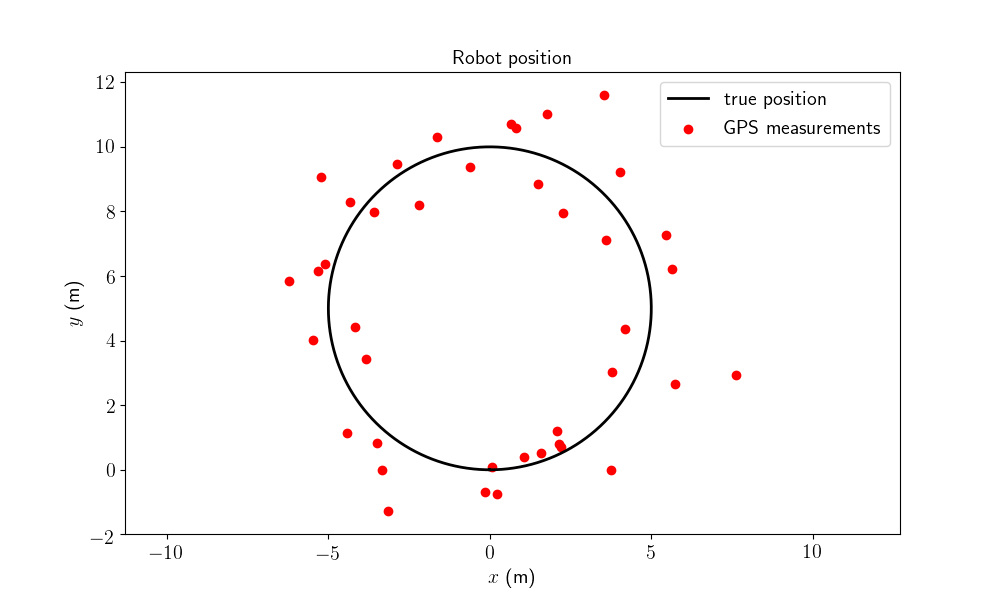 Robot position
true position
GPS measurements
12
10
8
6
4
2
0
−2
y (m)
−10 −5 0 5 10
x (m)